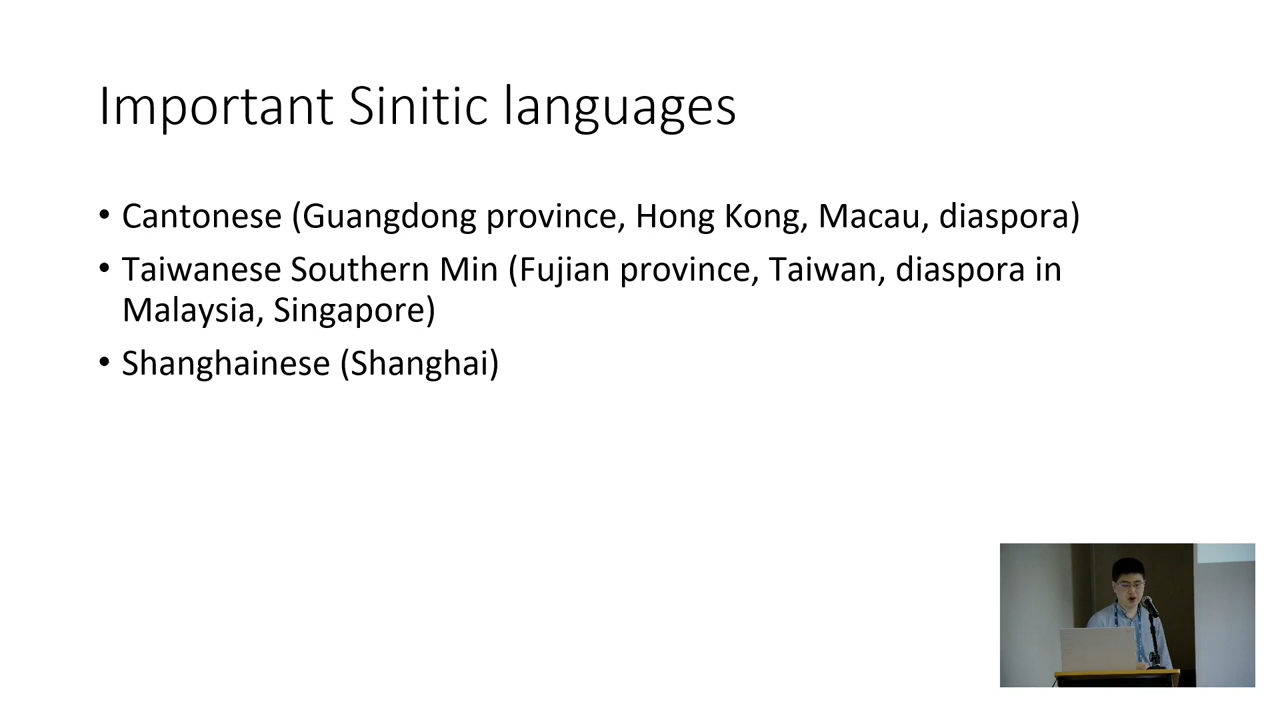 Important Sinitic languages
• Cantonese (Guangdong province, Hong Kong, Macau, diaspora)
• Taiwanese Southern Min (Fujian province, Taiwan, diaspora in
Malaysia, Singapore)
• Shanghainese (Shanghai)